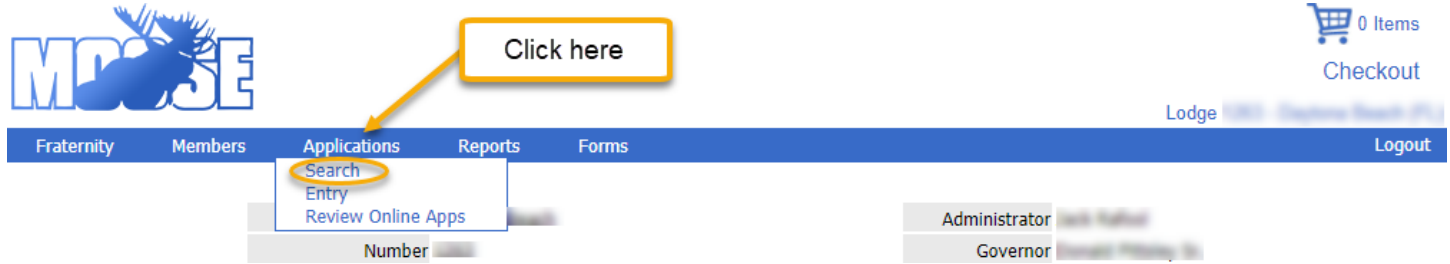 MOOSE
Click here
0 Items
Checkout
Lodge
Fraternity Members Applications Reports Forms Logout
Search
Entry
Review Online Apps
Administrator
Number
Governor